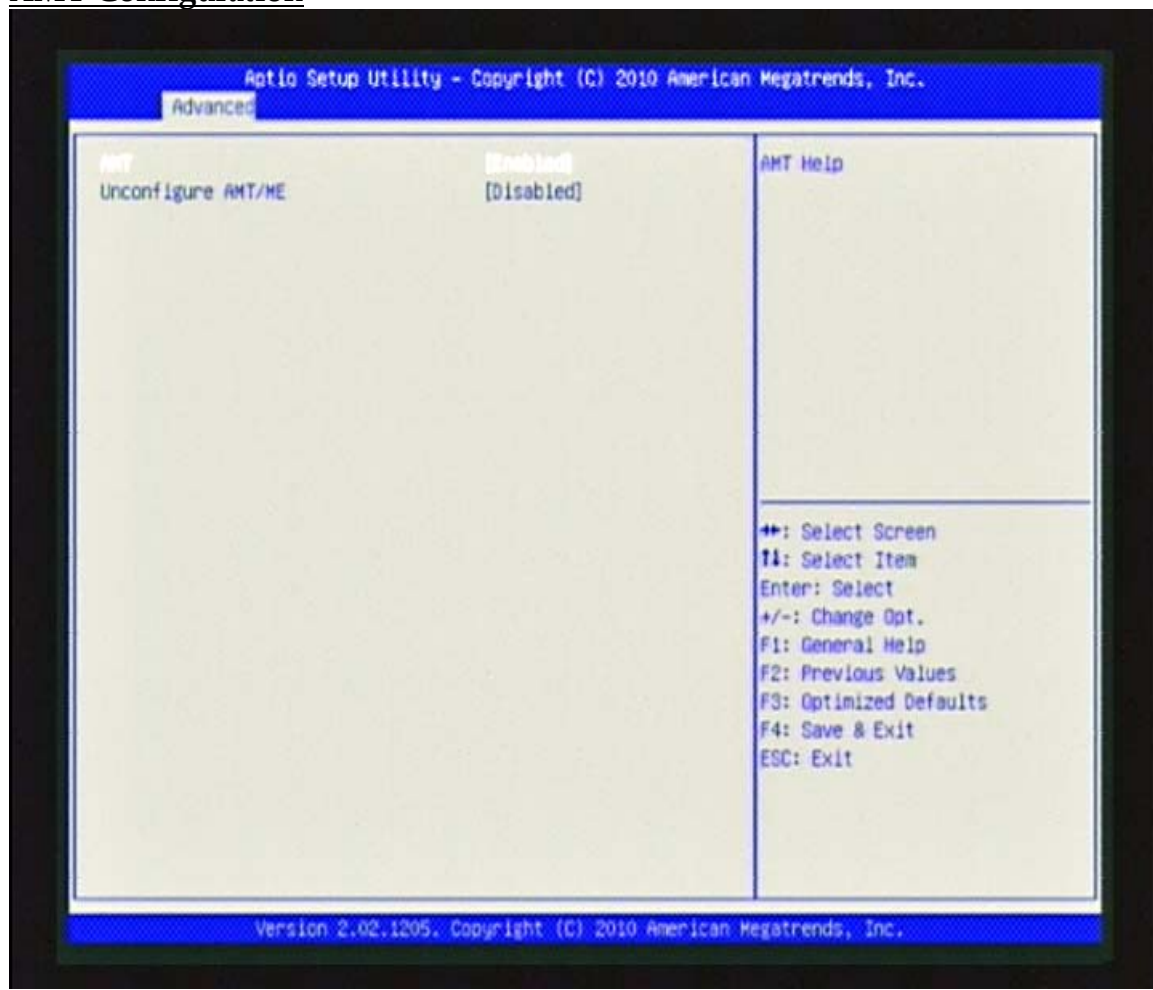 AMT Configuration
Aptio Setup Utility - Copyright (C) 2010 American Megatrends, Inc.
Advanced
AMT [Enabled] AMT Help
Unconfigure AMT/ME [Disabled]
: Select Screen
↑↓: Select Item
Enter: Select
+/-: Change Opt.
F1: General Help
F2: Previous Values
F3: Optimized Defaults
F4: Save & Exit
ESC: Exit
Version 2.02.1205. Copyright (C) 2010 American Megatrends, Inc.